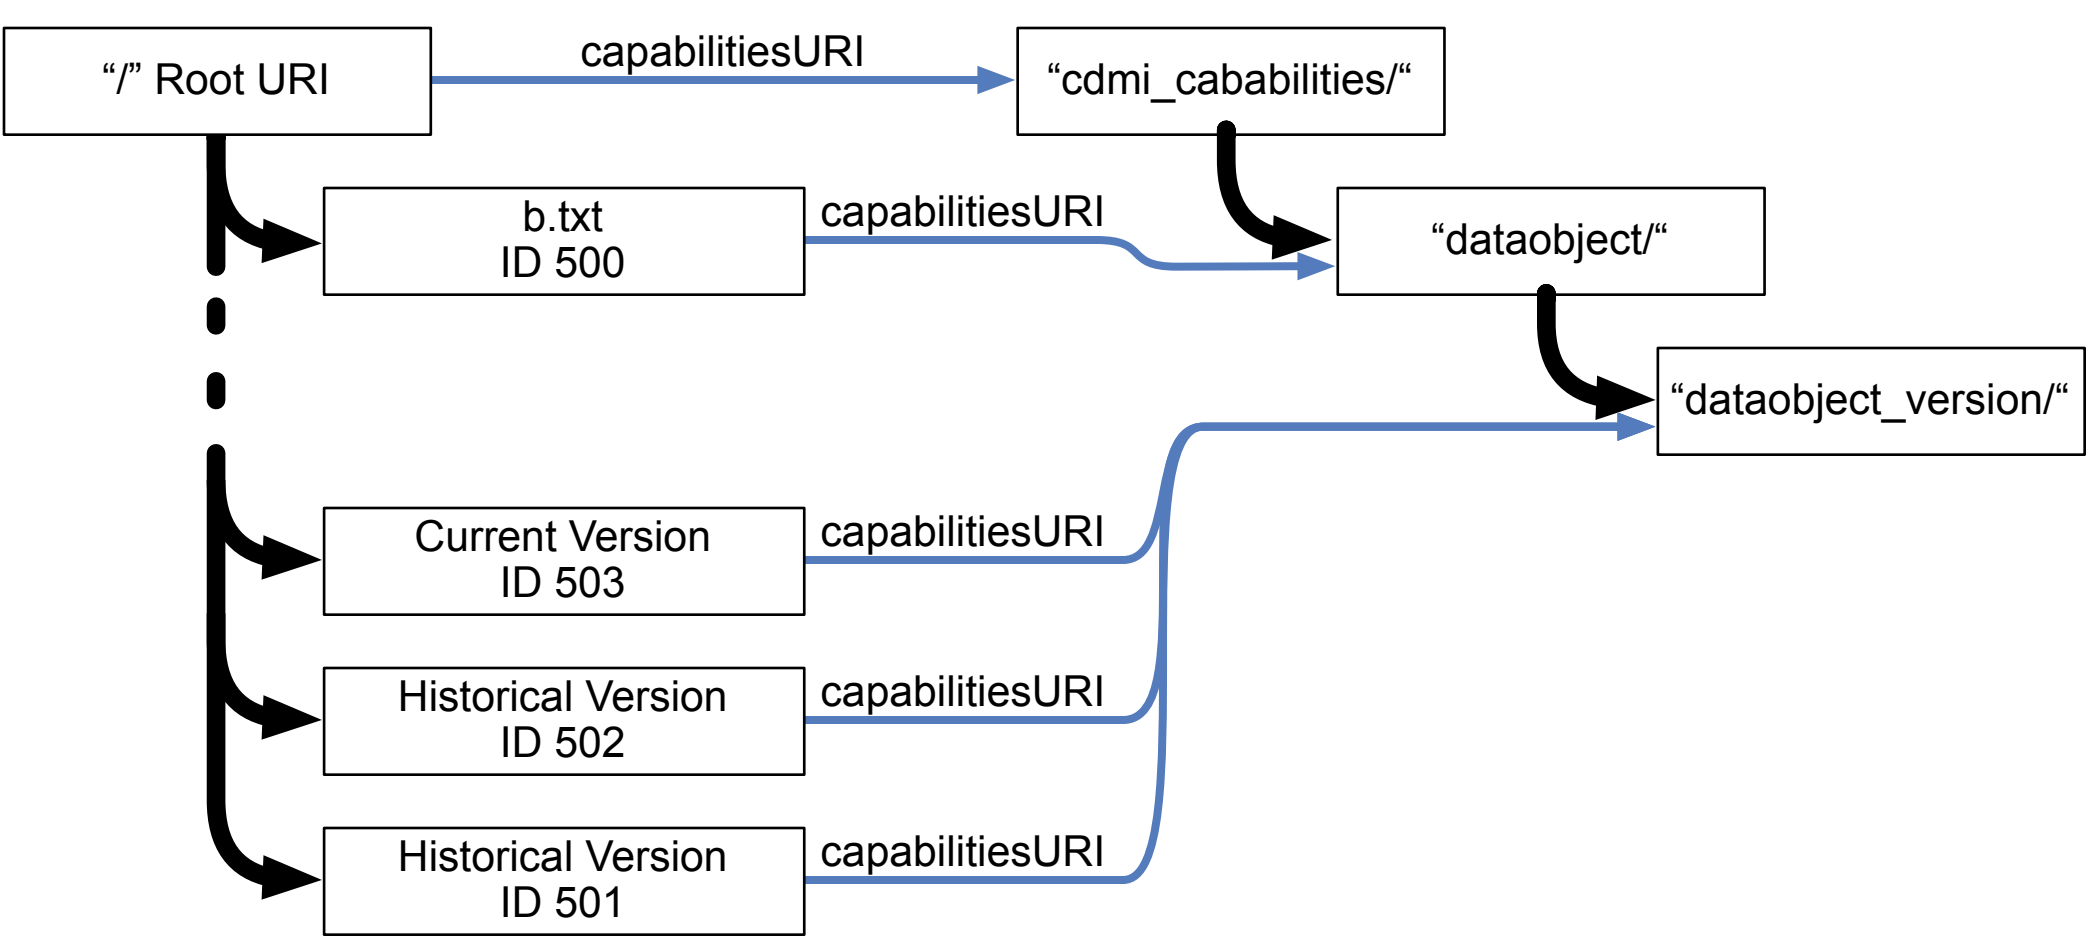 “/” Root URI
capabilitiesURI
“cdmi_cababilities/“
b.txt
ID 500
capabilitiesURI
“dataobject/“
“dataobject_version/“
Current Version
ID 503
capabilitiesURI
Historical Version
ID 502
capabilitiesURI
Historical Version
ID 501
capabilitiesURI